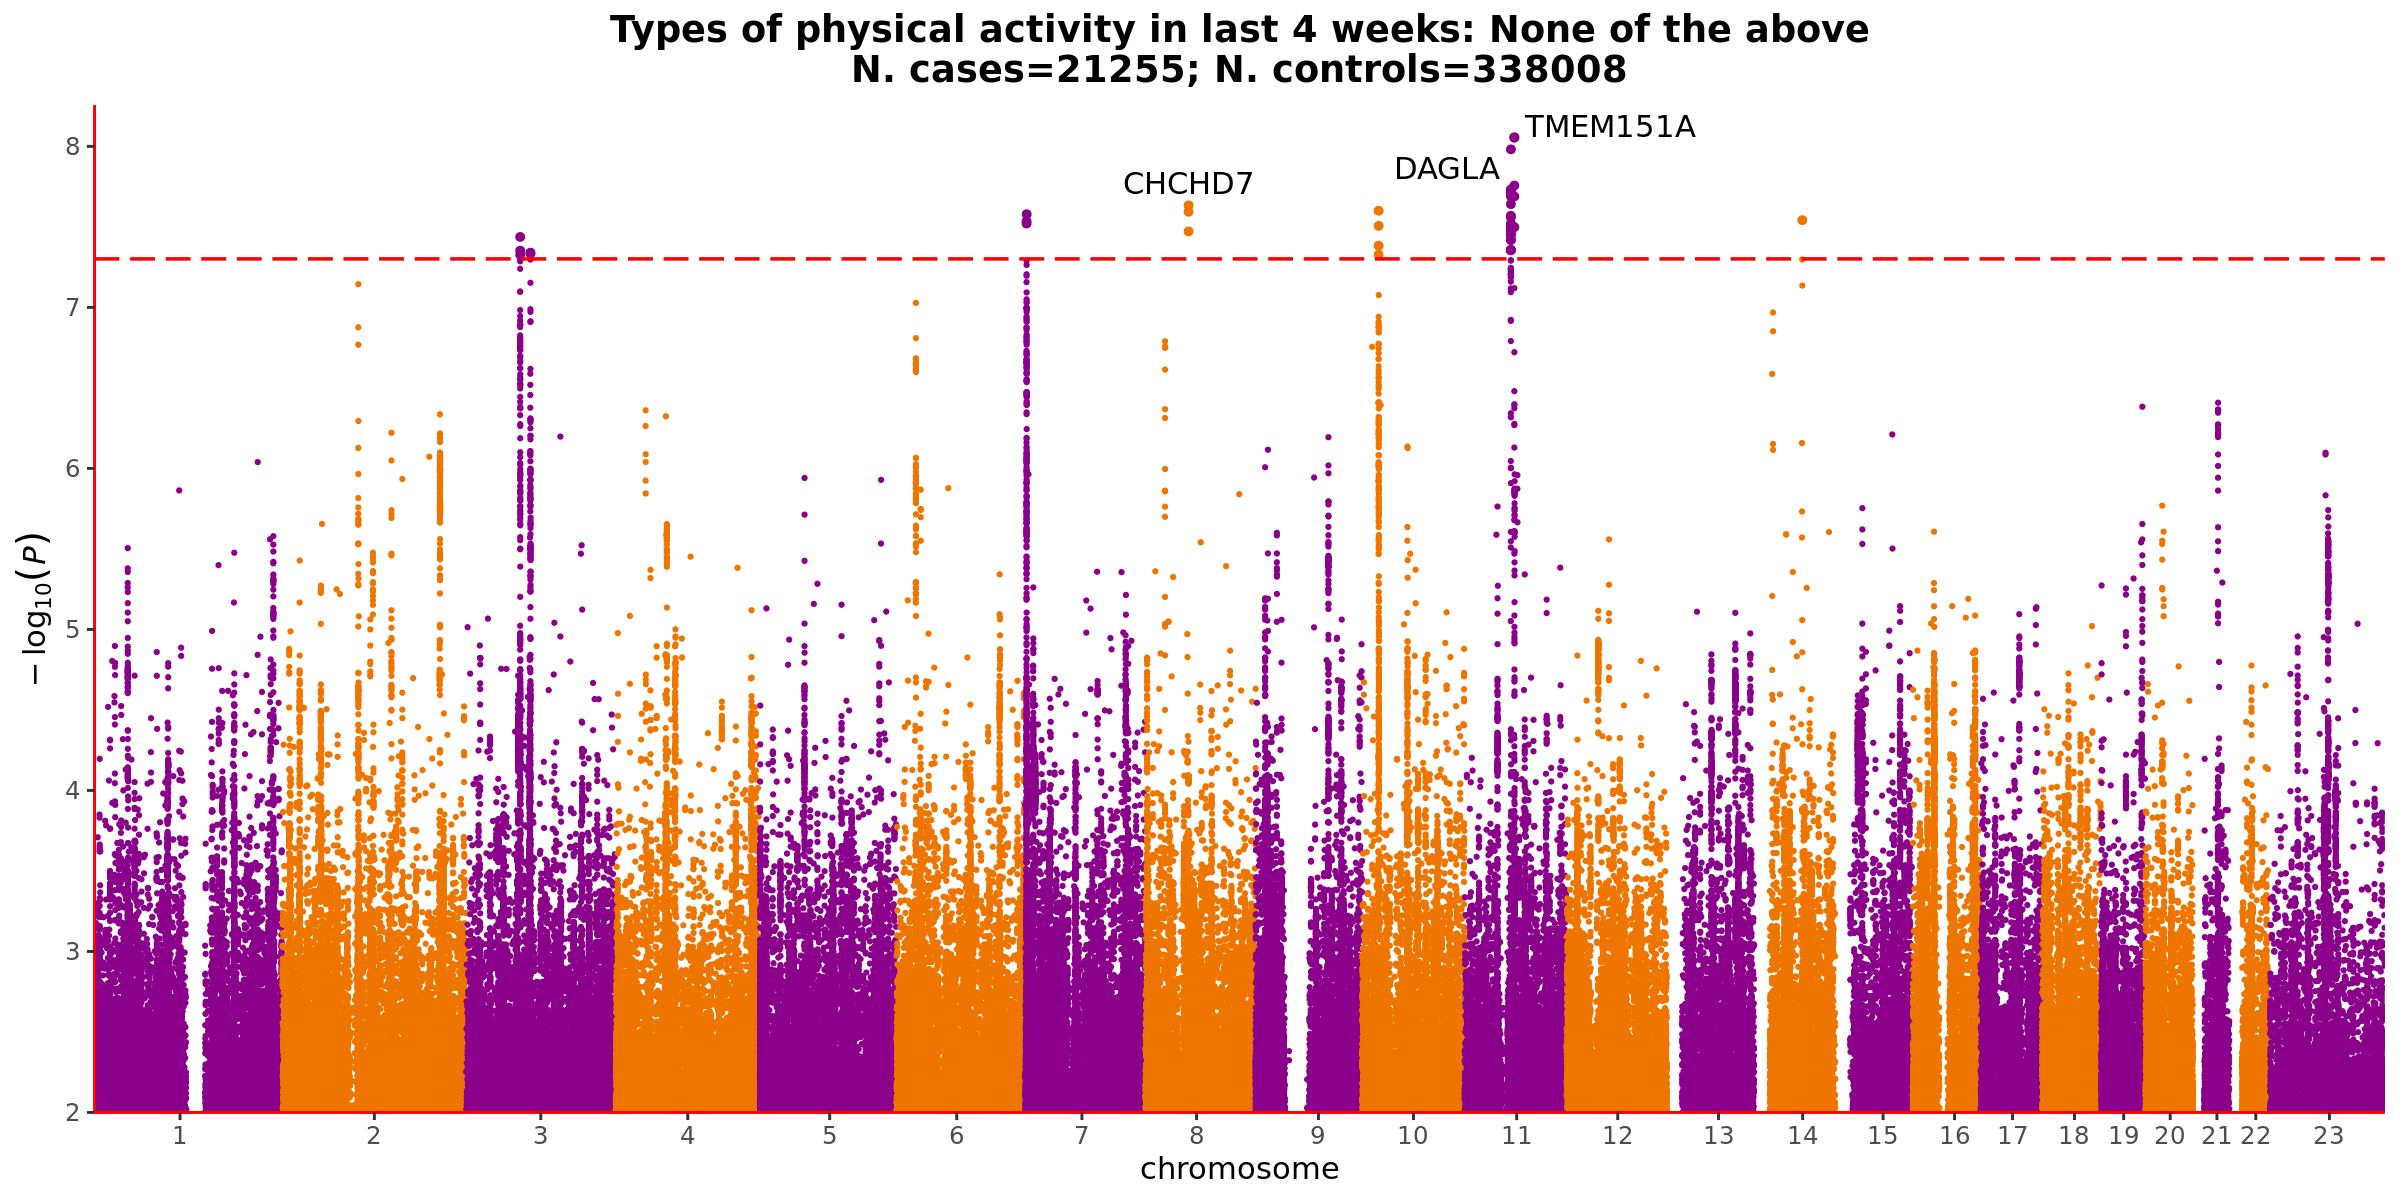 Types of physical activity in last 4 weeks: None of the above
N. cases=21255; N. controls=338008
TMEM151A
DAGLA
CHCHD7
8
7
6
5
4
3
2
−log10(P)
1 2 3 4 5 6 7 8 9 10 11 12 13 14 15 16 17 18 19 20 21 22 23
chromosome